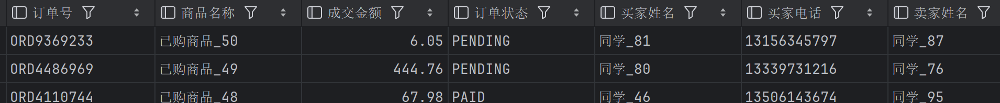 订单号 商品名称 成交金额 订单状态 买家姓名 买家电话 卖家姓名
ORD9369233 已购商品_50 6.05 PENDING 同学_81 13156345797 同学_87
ORD4486969 已购商品_49 444.76 PENDING 同学_80 13339731216 同学_76
ORD4110744 已购商品_48 67.98 PAID 同学_46 13506143674 同学_95